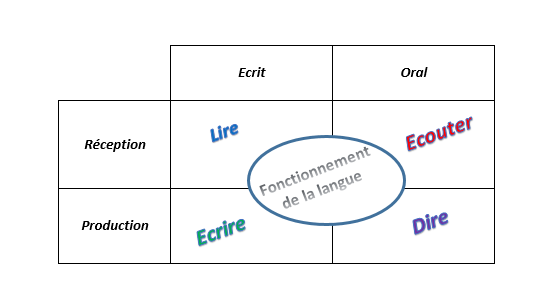 Ecrit
Oral
Réception
Lire
Ecouter
Fonctionnement
de la langue
Production
Ecrire
Dire